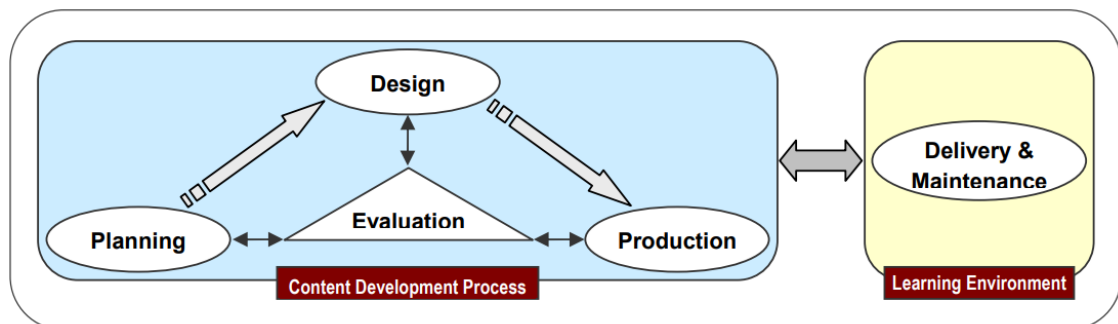 Design
Evaluation
Planning
Production
Content Development Process
Delivery &
Maintenance
Learning Environment